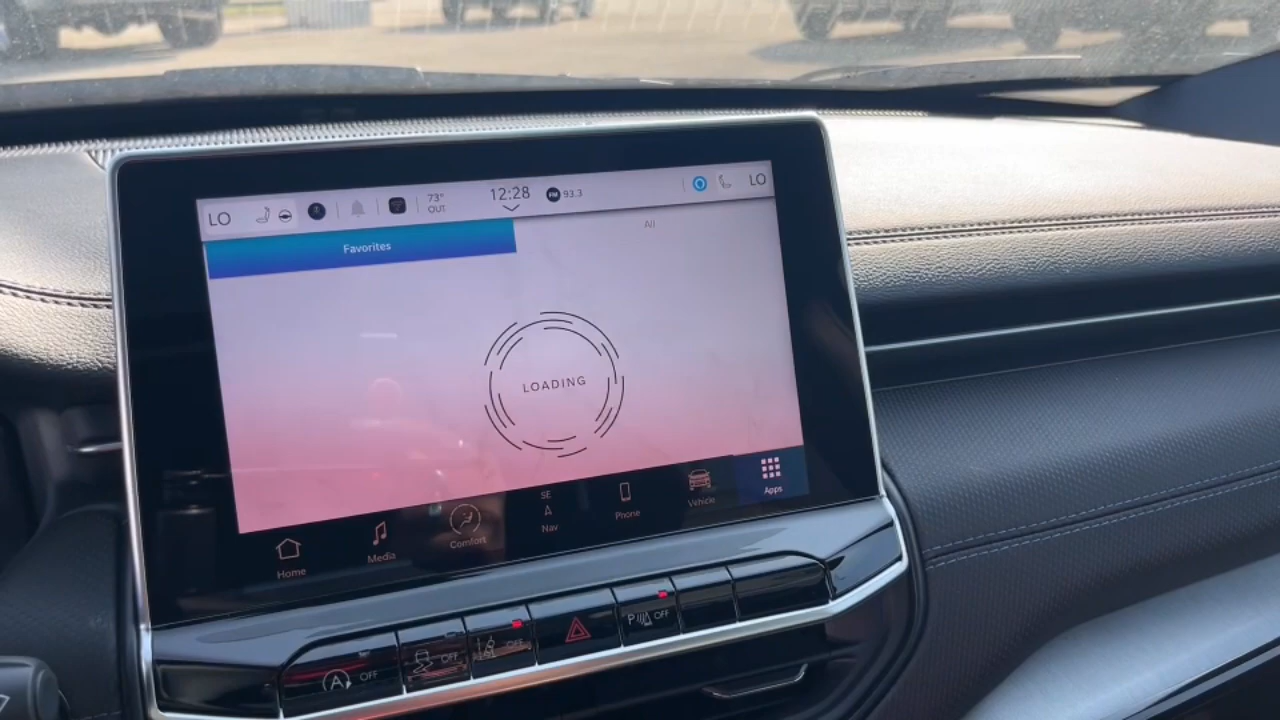 LO
73°
OUT
12:28
FM 93.3
LO
Favorites
All
LOADING
Home
Media
Comfort
SE
Nav
Phone
Vehicle
Apps
A OFF
OFF
OFF
P OFF